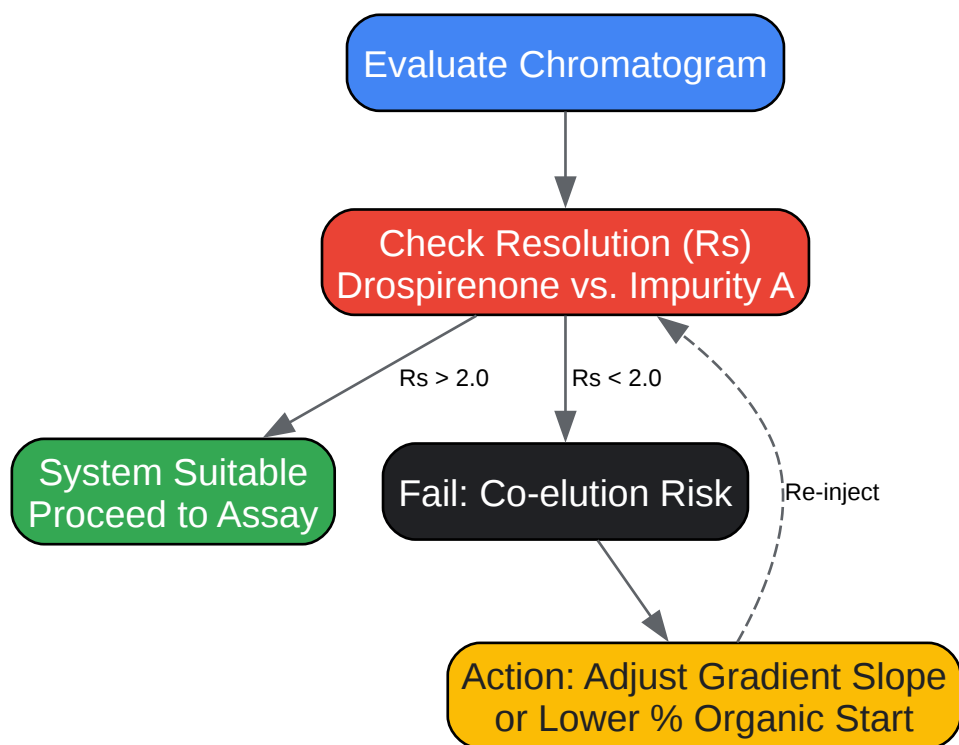 Evaluate Chromatogram
Check Resolution (Rs)
Drospirenone vs. Impurity A
Rs > 2.0
Rs < 2.0
System Suitable
Proceed to Assay
Fail: Co-elution Risk
Re-inject
Action: Adjust Gradient Slope
or Lower % Organic Start